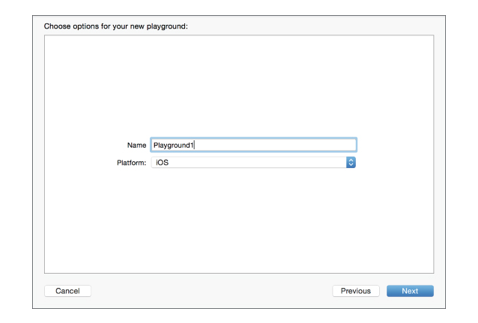 Choose options for your new playground:
Name Playground1
Platform: iOS
Cancel Previous Next